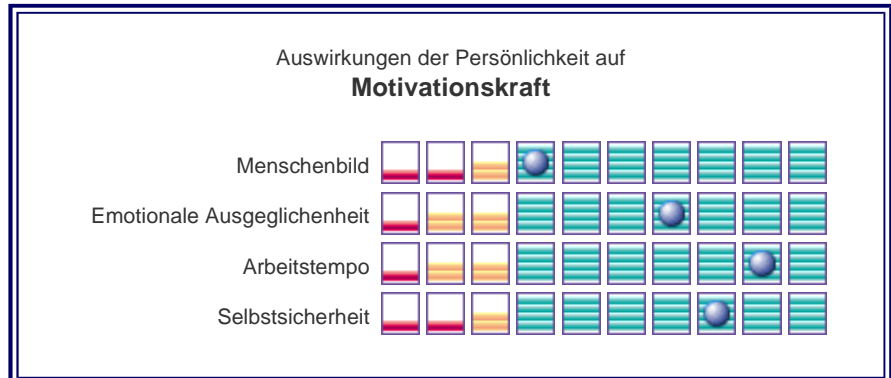 Auswirkungen der Persönlichkeit auf
Motivationskraft
Menschenbild
Emotionale Ausgeglichenheit
Arbeitstempo
Selbstsicherheit